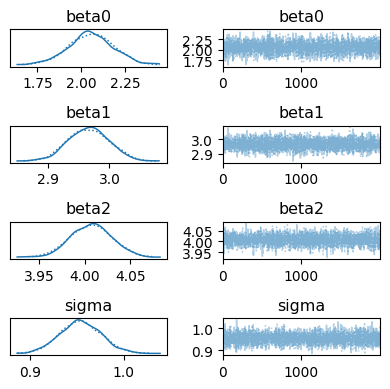 beta0 beta0
2.25
2.00
1.75
1.75 2.00 2.25 0 1000
beta1 beta1
3.0
2.9
2.9 3.0 0 1000
beta2 beta2
4.05
4.00
3.95
3.95 4.00 4.05 0 1000
sigma sigma
1.0
0.9
0.9 1.0 0 1000